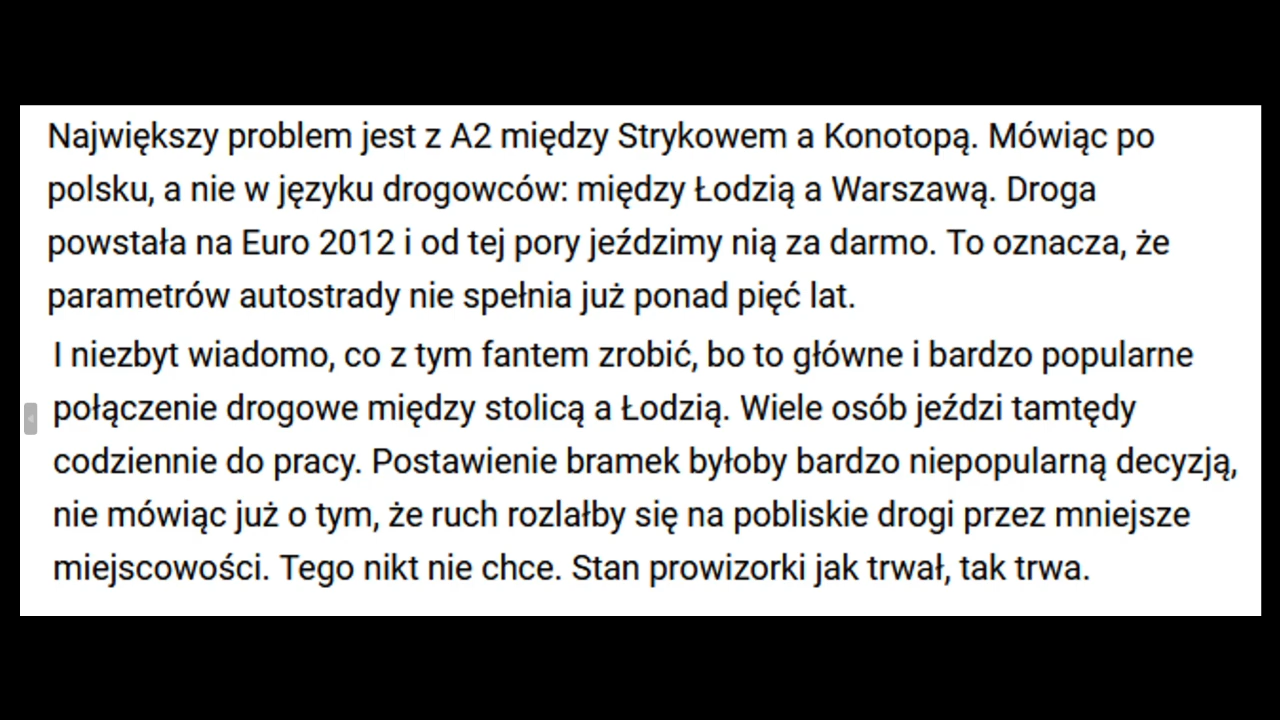 Największy problem jest z A2 między Strykowem a Konotopą. Mówiąc po
polsku, a nie w języku drogowców: między Łodzią a Warszawą. Droga
powstała na Euro 2012 i od tej pory jeździmy nią za darmo. To oznacza, że
parametrów autostrady nie spełnia już ponad pięć lat.
I niezbyt wiadomo, co z tym fantem zrobić, bo to główne i bardzo popularne
połączenie drogowe między stolicą a Łodzią. Wiele osób jeździ tamtędy
codziennie do pracy. Postawienie bramek byłoby bardzo niepopularną decyzją,
nie mówiąc już o tym, że ruch rozlałby się na pobliskie drogi przez mniejsze
miejscowości. Tego nikt nie chce. Stan prowizorki jak trwał, tak trwa.